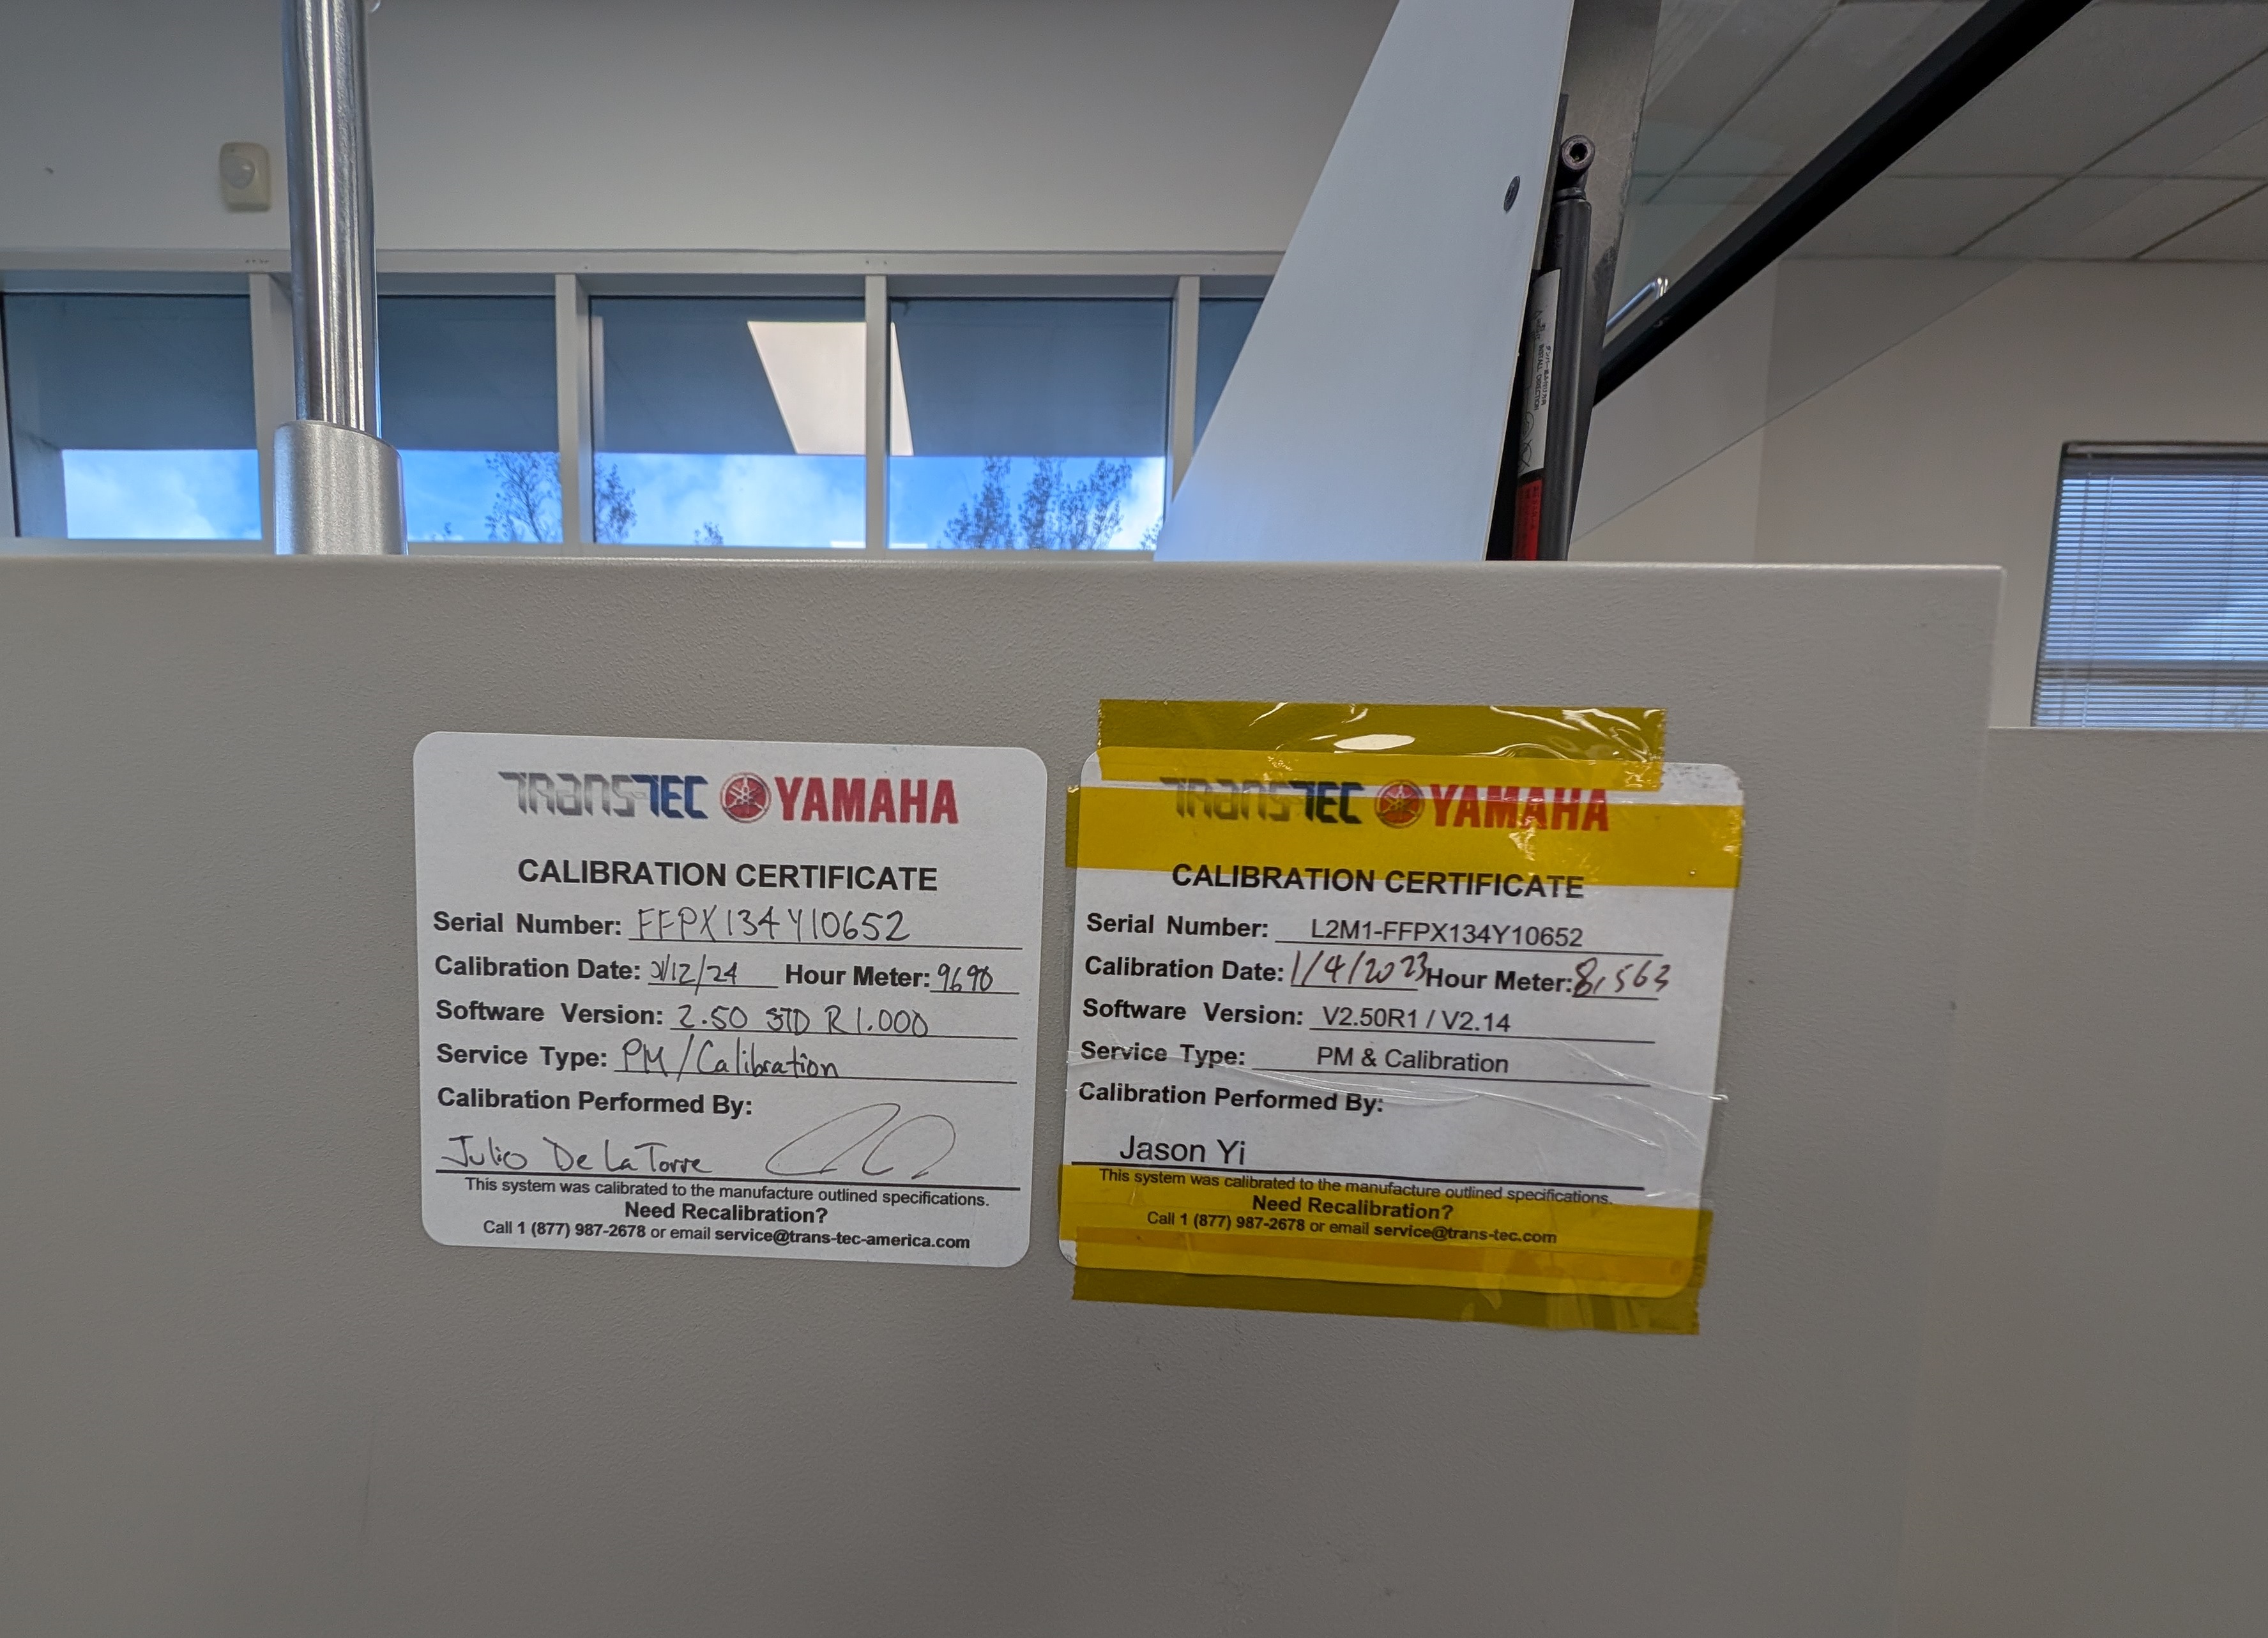 TRANSTEC YAMAHA
CALIBRATION CERTIFICATE
Serial Number: FFPX134Y10652
Calibration Date: 01/12/24 Hour Meter: 9690
Software Version: 2.50 STD R1.000
Service Type: PM/Calibration
Calibration Performed By:
Julio De La Torre
This system was calibrated to the manufacture outlined specifications.
Need Recalibration?
Call 1 (877) 987-2678 or email service@trans-tec-america.com
TRANSTEC YAMAHA
CALIBRATION CERTIFICATE
Serial Number: L2M1-FFPX134Y10652
Calibration Date: 1/4/2023 Hour Meter: 8,563
Software Version: V2.50R1 / V2.14
Service Type: PM & Calibration
Calibration Performed By:
Jason Yi
This system was calibrated to the manufacture outlined specifications.
Need Recalibration?
Call 1 (877) 987-2678 or email service@trans-tec.com